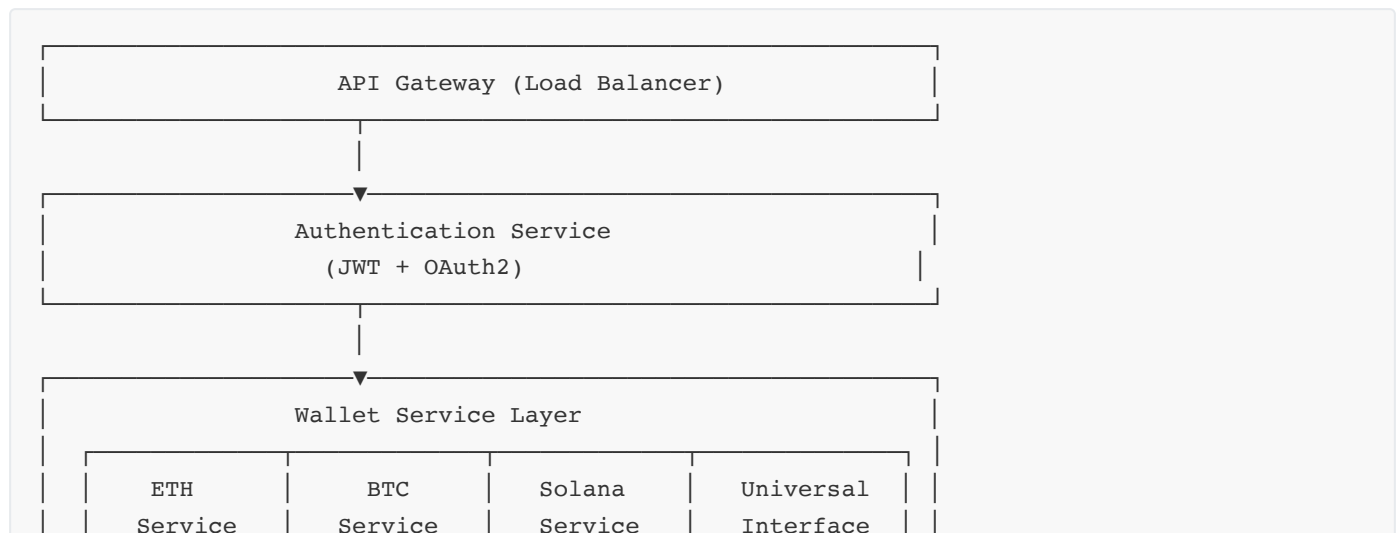 API Gateway (Load Balancer)
Authentication Service
(JWT + OAuth2)
Wallet Service Layer
ETH BTC Solana Universal
Service Service Service Interface